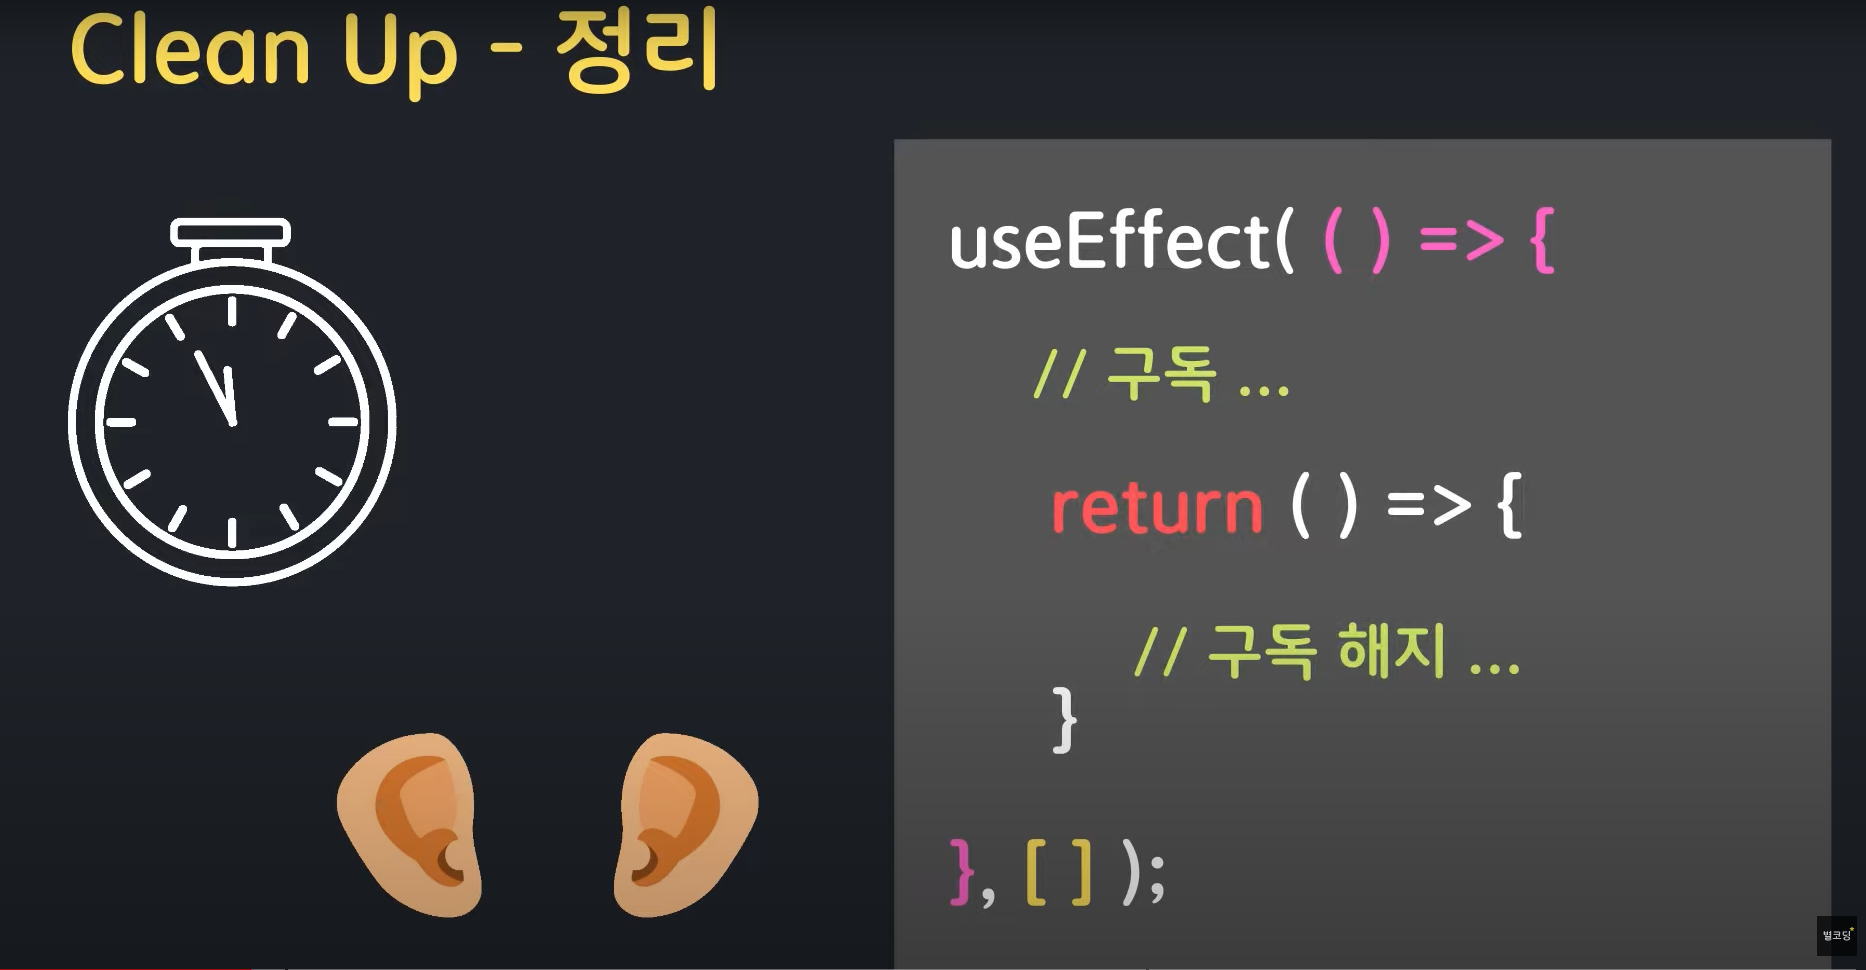 Clean Up - 정리
useEffect( ( ) => {
// 구독 ...
return ( ) => {
// 구독 해지 ...
}
}, [ ] );
별코딩